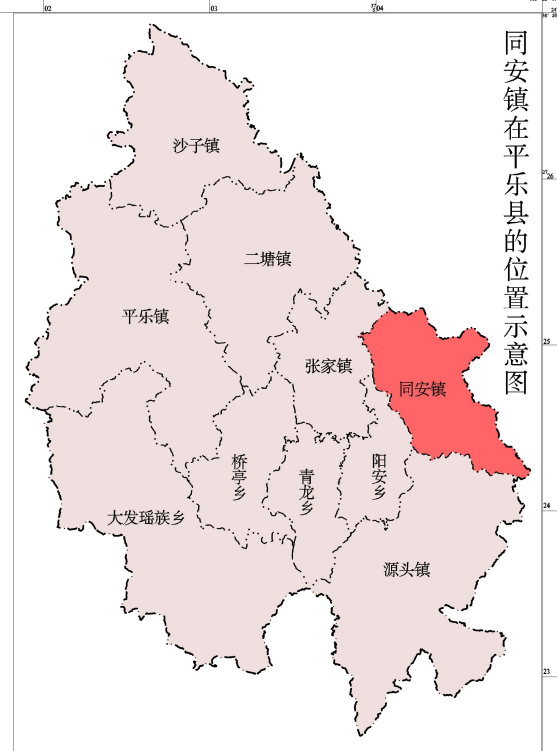 02
03
04
同安镇在平乐县的位置示意图
沙子镇
26
二塘镇
平乐镇
25
张家镇
同安镇
桥亭乡
青龙乡
阳安乡
24
大发瑶族乡
源头镇
23